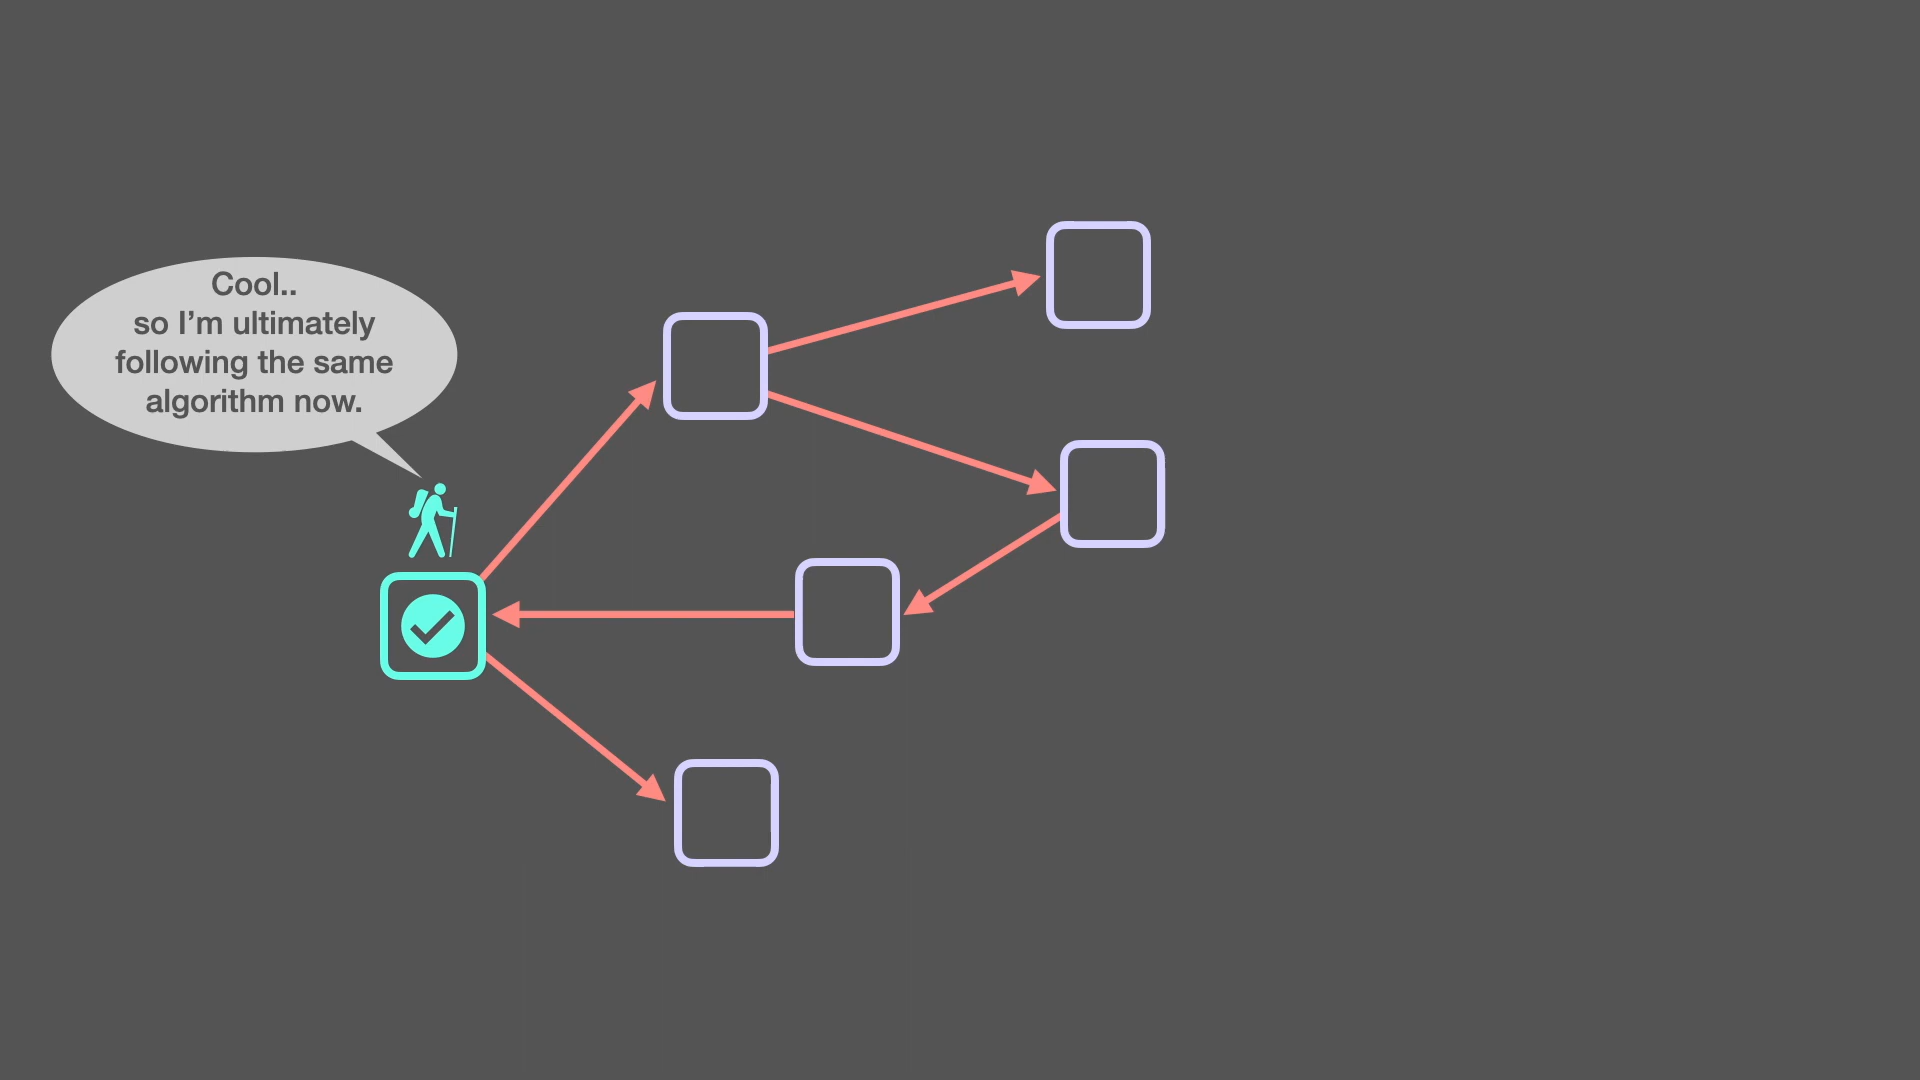 Cool..
so I’m ultimately
following the same
algorithm now.